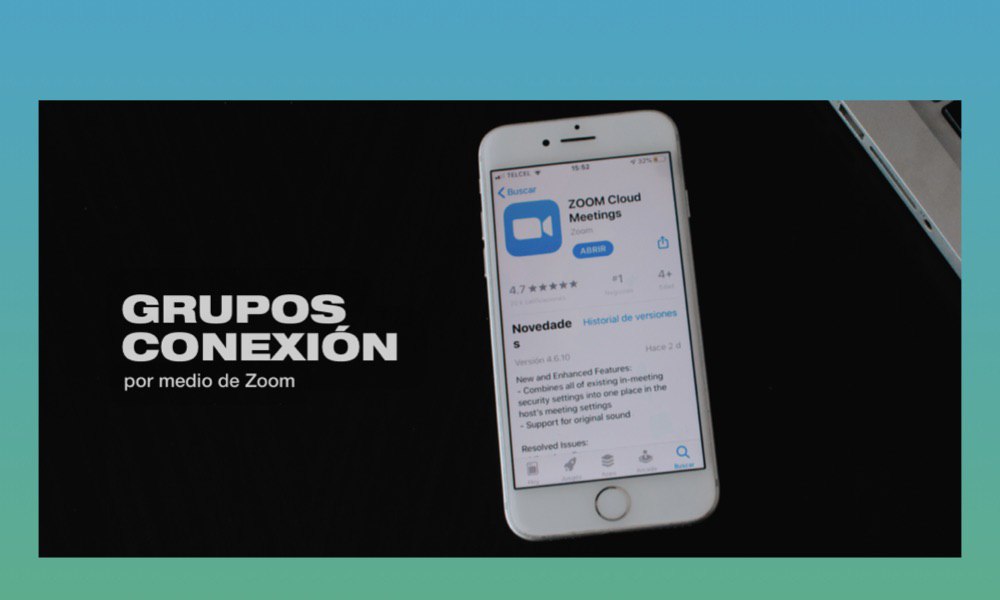 GRUPOS
CONEXIÓN
por medio de Zoom
TELCEL
15:52
32%
Buscar
ZOOM Cloud
Meetings
Zoom
ABRIR
4.7 ★★★★★
#1
4+
Novedade
s
Historial de versiones
Versión 4.6.10
Hace 2 d
New and Enhanced Features:
- Combines all of existing in-meeting
security settings into one place in the
host's meeting settings
- Support for original sound
Resolved Issues:
Buscar